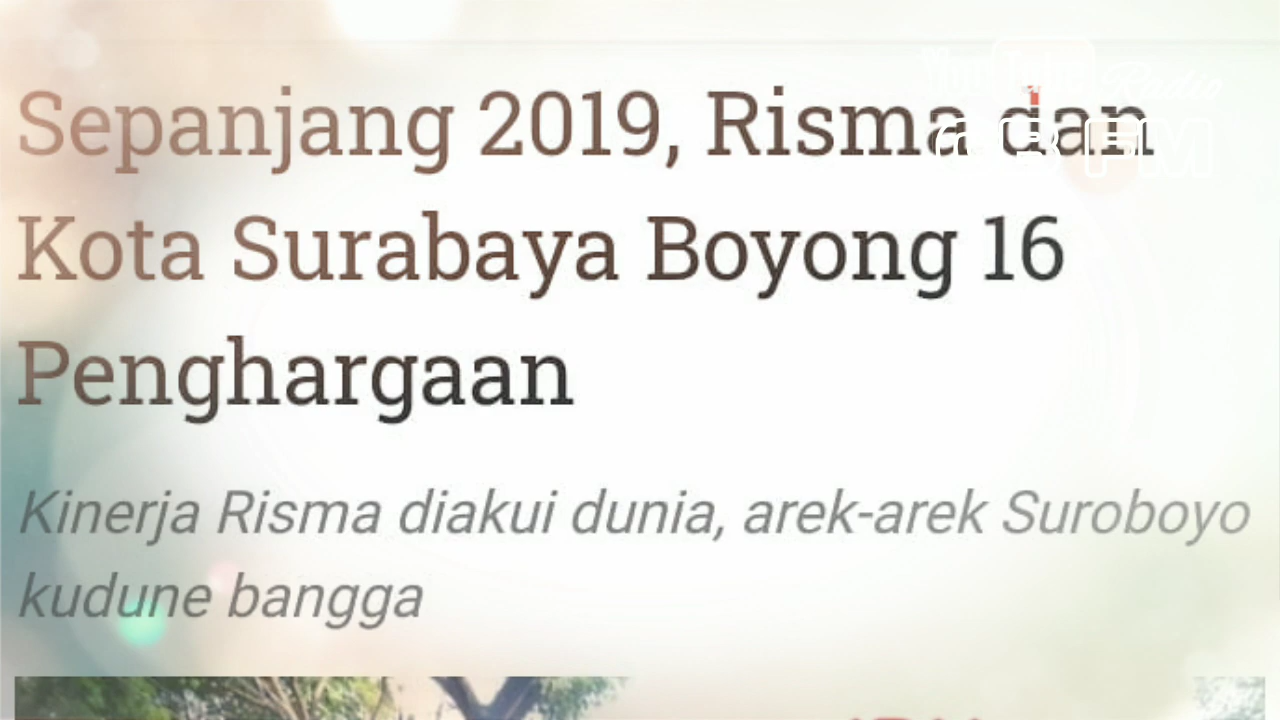 Sepanjang 2019, Risma dan
Kota Surabaya Boyong 16
Penghargaan
Kinerja Risma diakui dunia, arek-arek Suroboyo
kudune bangga